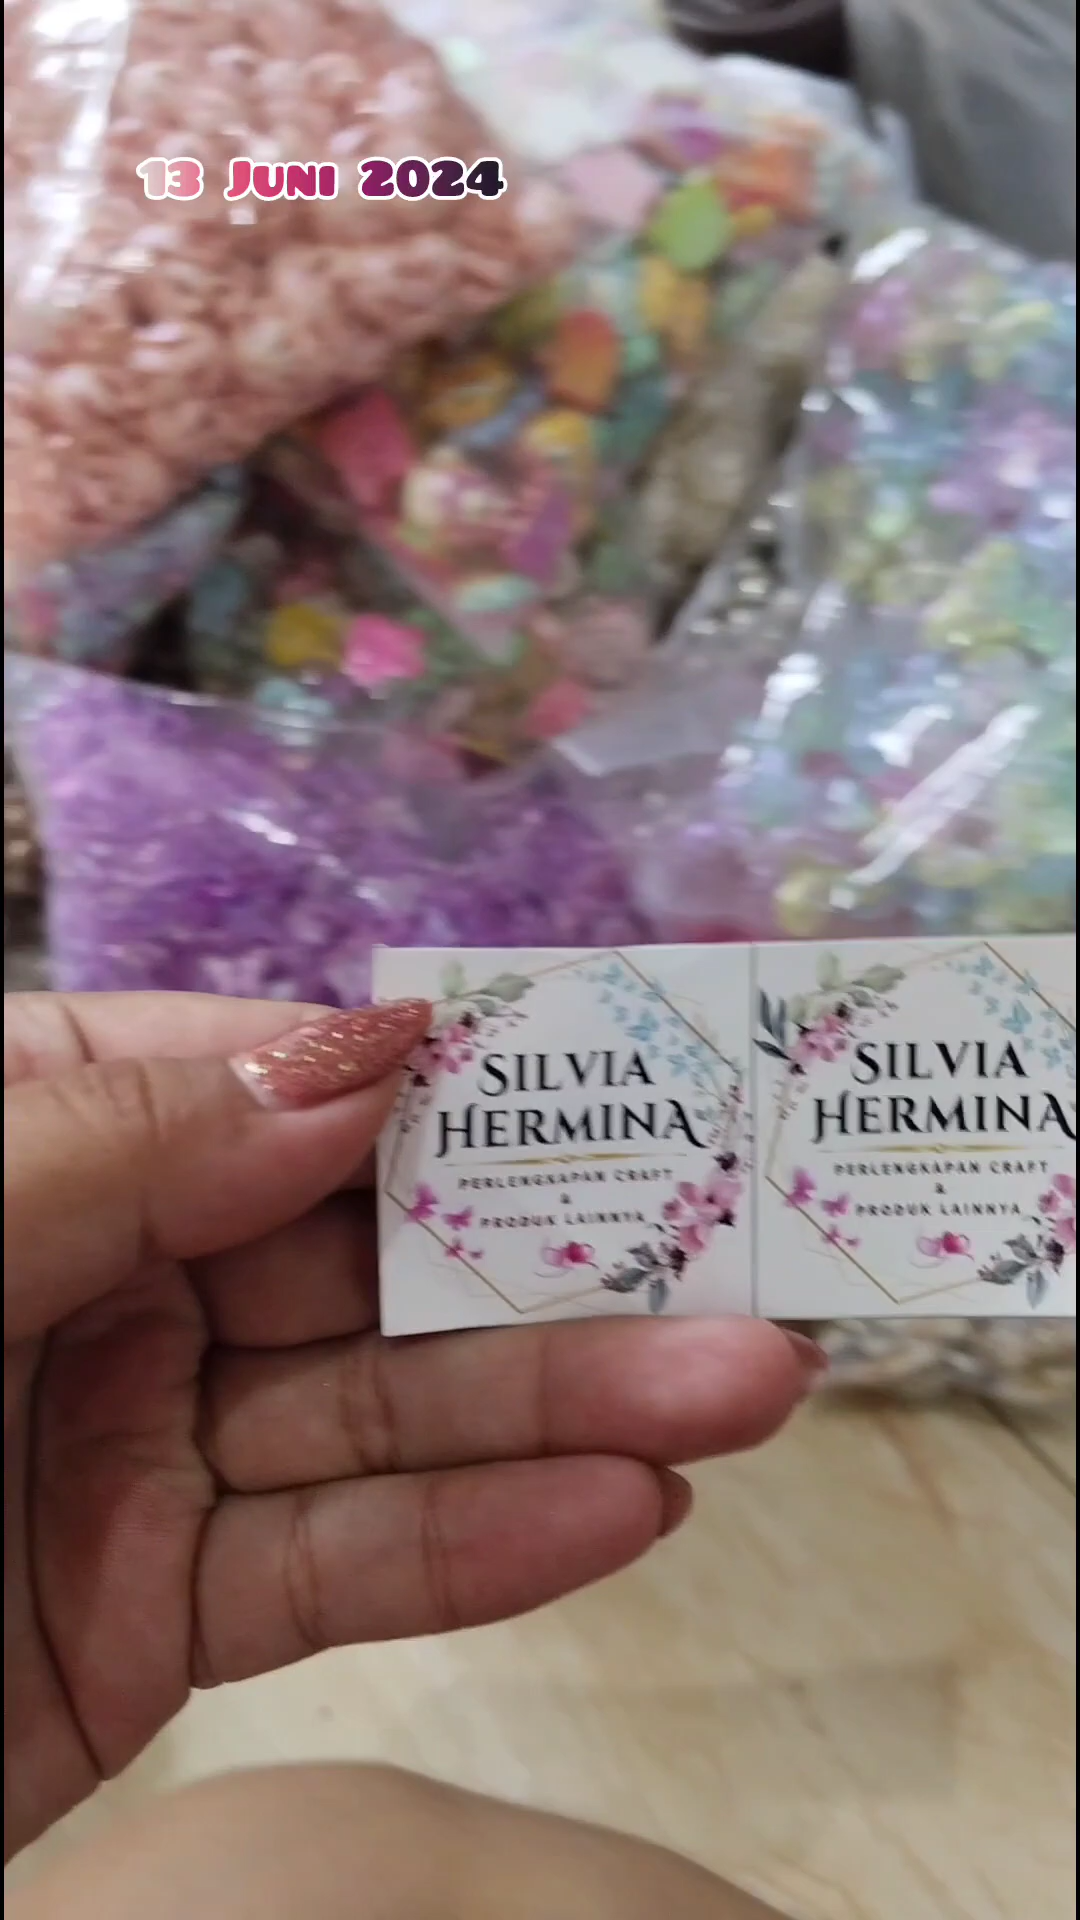 13 Juni 2024
SILVIA
HERMINA
PERLENGKAPAN CRAFT
&
PRODUK LAINNYA
SILVIA
HERMINA
PERLENGKAPAN CRAFT
&
PRODUK LAINNYA